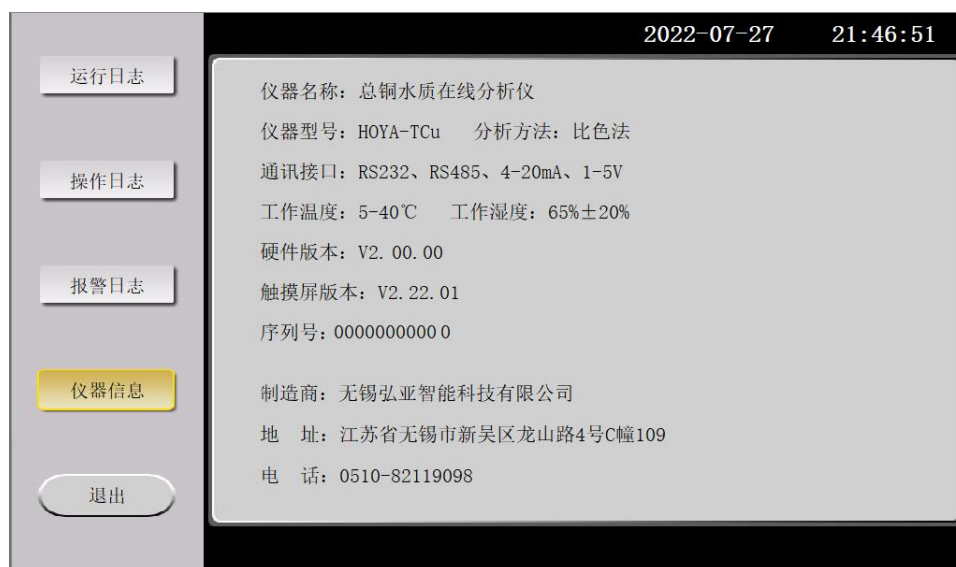 2022-07-27 21:46:51
运行日志
操作日志
报警日志
仪器信息
退出
仪器名称：总铜水质在线分析仪
仪器型号：HOYA-TCu 分析方法：比色法
通讯接口：RS232、RS485、4-20mA、1-5V
工作温度：5-40℃ 工作湿度：65%±20%
硬件版本：V2.00.00
触摸屏版本：V2.22.01
序列号：00000000000
制造商：无锡弘亚智能科技有限公司
地 址：江苏省无锡市新吴区龙山路4号C幢109
电 话：0510-82119098